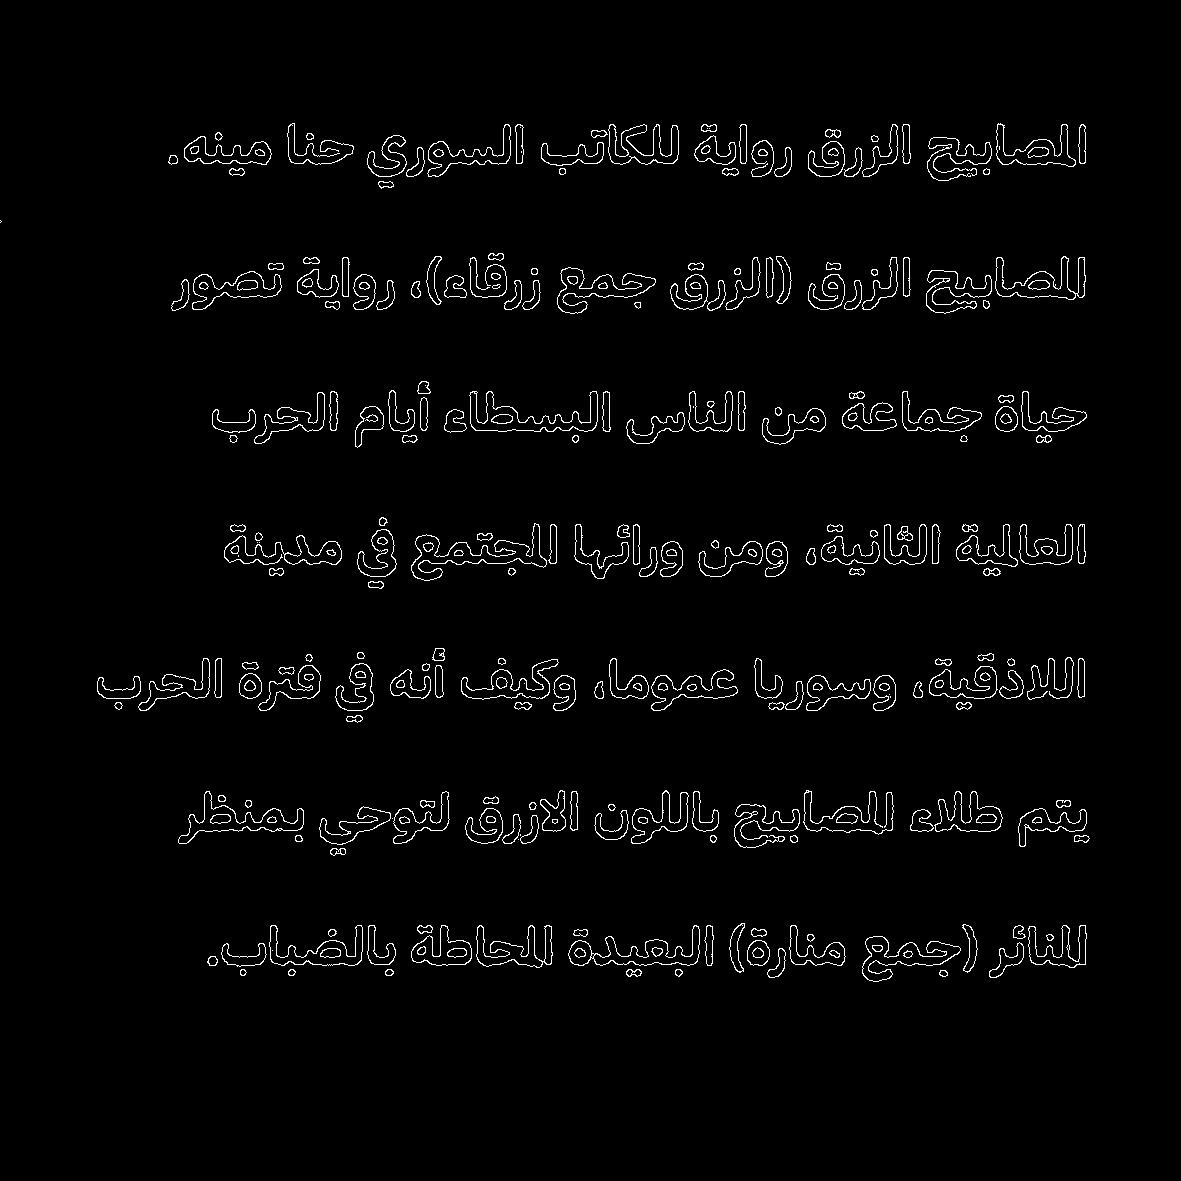 المصابيح الزرق رواية للكاتب السوري حنا مينه.
المصابيح الزرق (الزرق جمع زرقاء)، رواية تصور
حياة جماعة من الناس البسطاء أيام الحرب
العالمية الثانية، ومن ورائها المجتمع في مدينة
اللاذقية، وسوريا عموما، وكيف أنه في فترة الحرب
يتم طلاء المصابيح باللون الازرق لتوحي بمنظر
المنائر (جمع منارة) البعيدة المحاطة بالضباب.